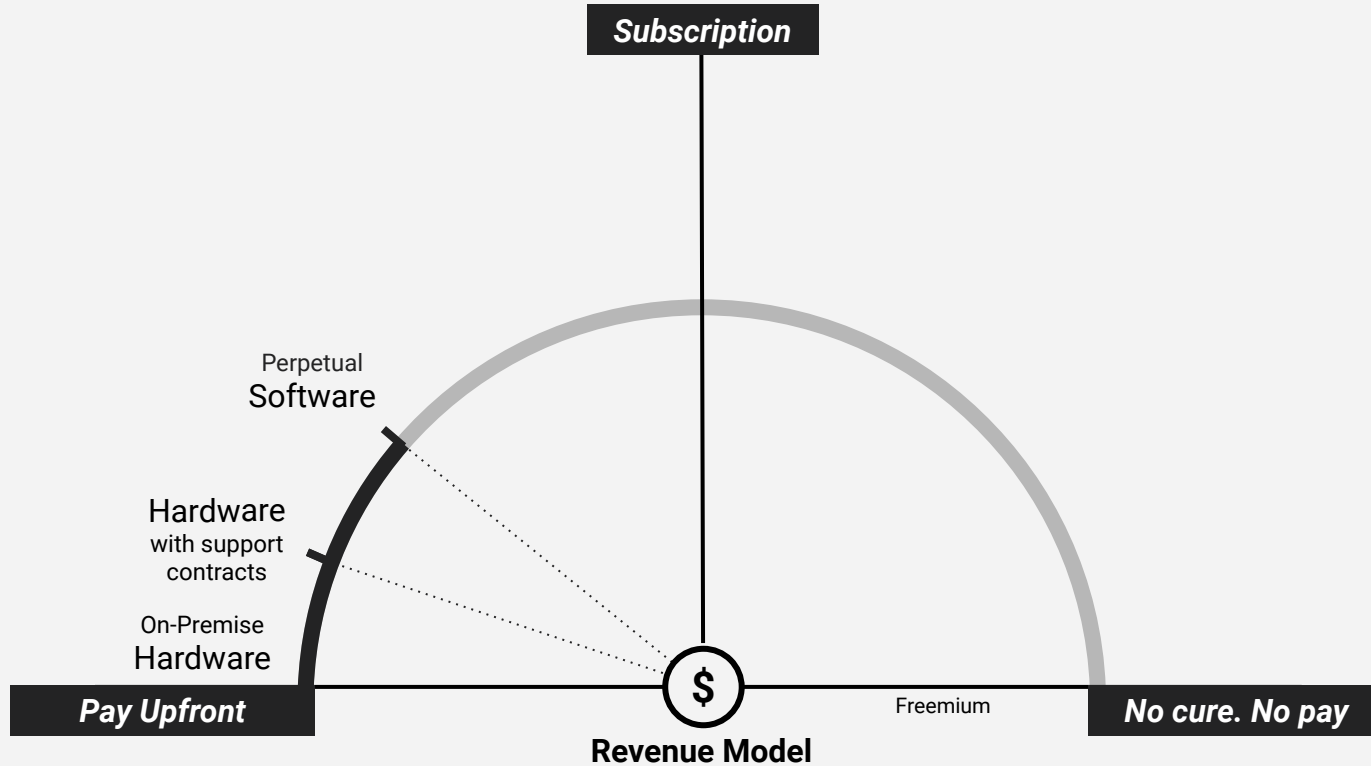 Subscription
Perpetual
Software
Hardware
with support
contracts
On-Premise
Hardware
Pay Upfront
$
Freemium
No cure. No pay
Revenue Model